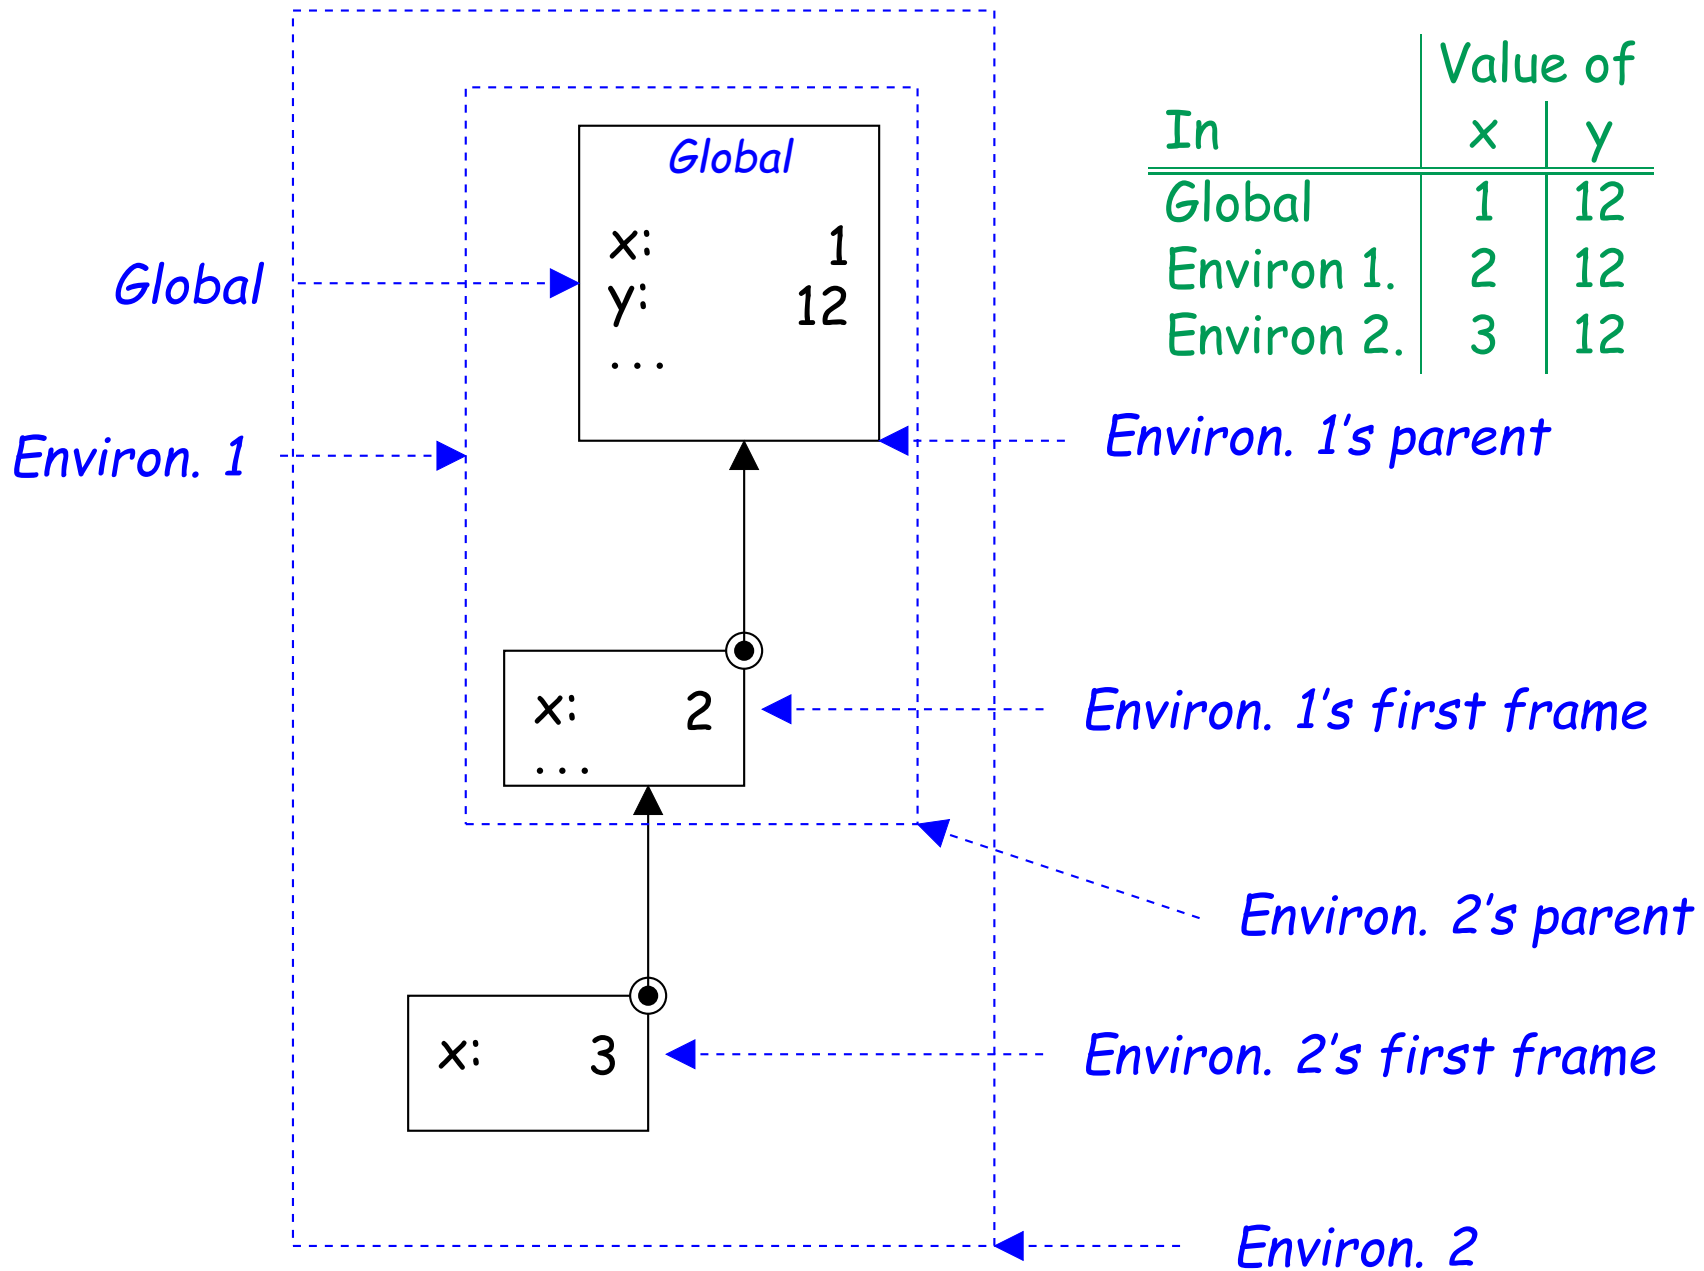 Value of
In x y
Global 1 12
Environ 1. 2 12
Environ 2. 3 12
Global
x: 1
y: 12
...
Global
Environ. 1
Environ. 1's parent
x: 2
...
Environ. 1's first frame
Environ. 2's parent
x: 3
Environ. 2's first frame
Environ. 2